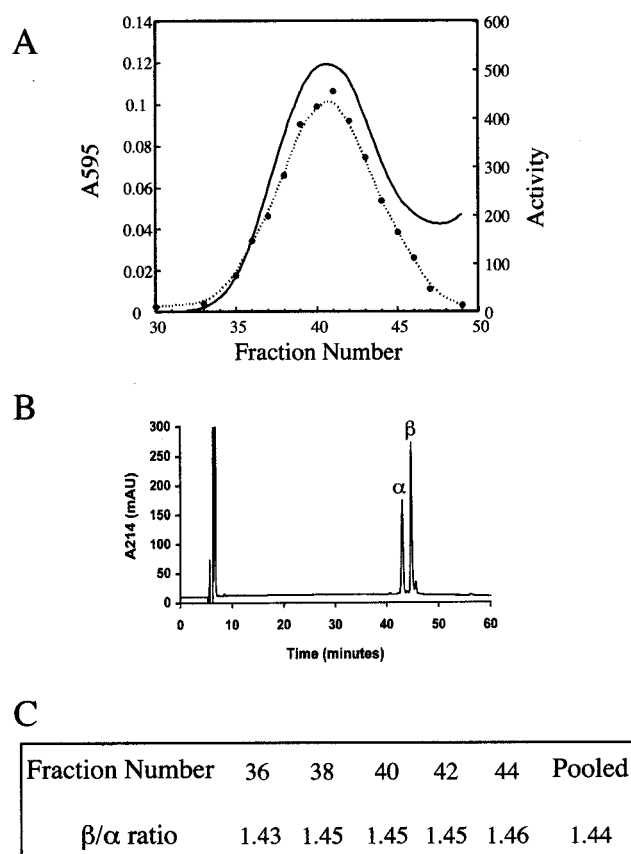 A
0.14
0.12
0.1
0.08
0.06
0.04
0.02
0
A595
600
500
400
300
200
100
0
Activity
30
35
40
45
50
Fraction Number
B
300
250
200
150
100
50
0
A214 (mAU)
α
β
0
10
20
30
40
50
60
Time (minutes)
C
Fraction Number 36 38 40 42 44 Pooled
β/α ratio 1.43 1.45 1.45 1.45 1.46 1.44